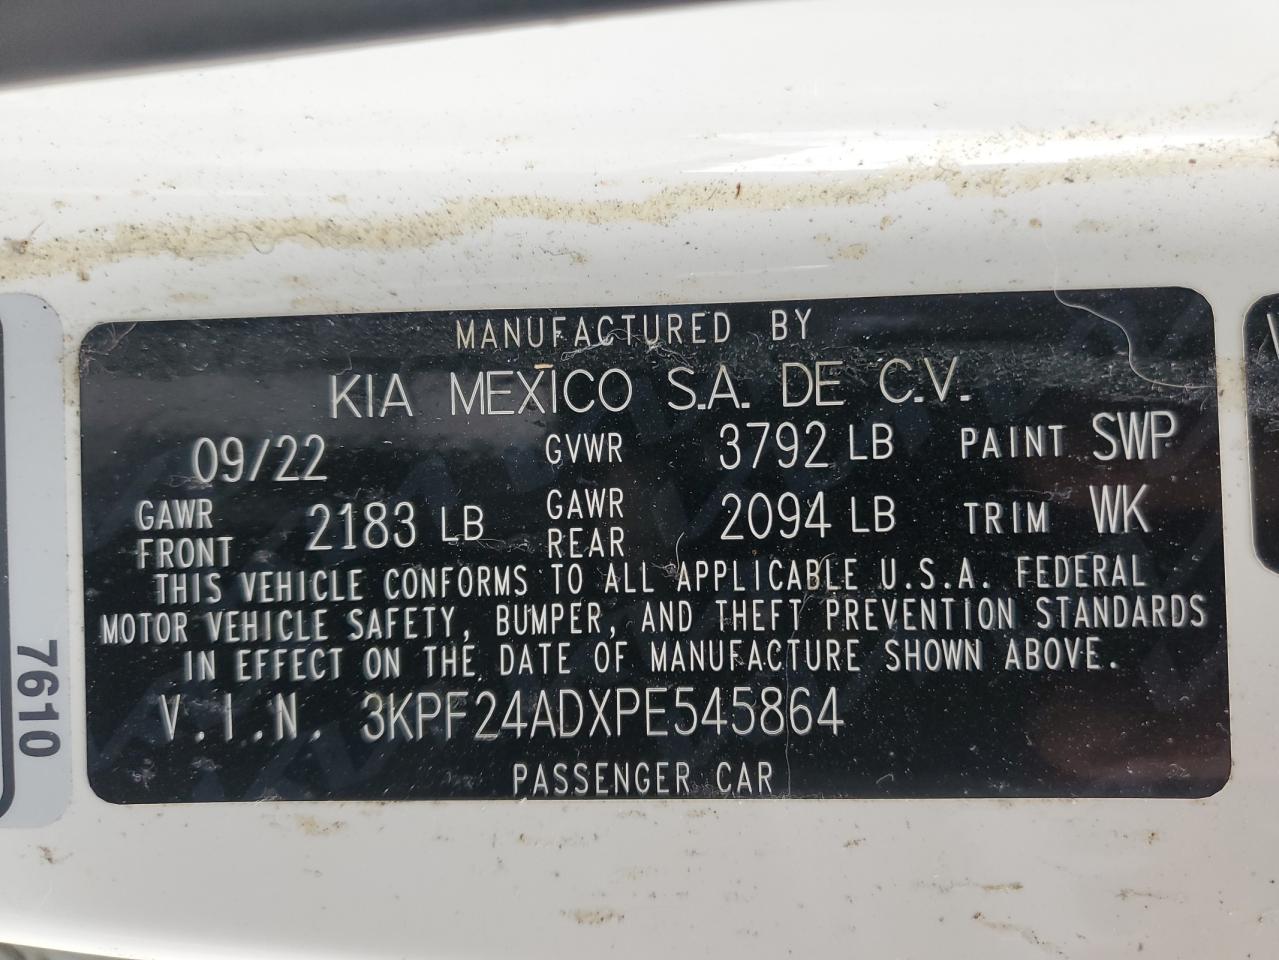 MANUFACTURED BY
KIA MEXICO S.A. DE C.V.
09/22 GVWR 3792 LB PAINT SWP
GAWR FRONT 2183 LB GAWR REAR 2094 LB TRIM WK
THIS VEHICLE CONFORMS TO ALL APPLICABLE U.S.A. FEDERAL
MOTOR VEHICLE SAFETY, BUMPER, AND THEFT PREVENTION STANDARDS
IN EFFECT ON THE DATE OF MANUFACTURE SHOWN ABOVE.
V.I.N. 3KPF24ADXPE545864
PASSENGER CAR
7610